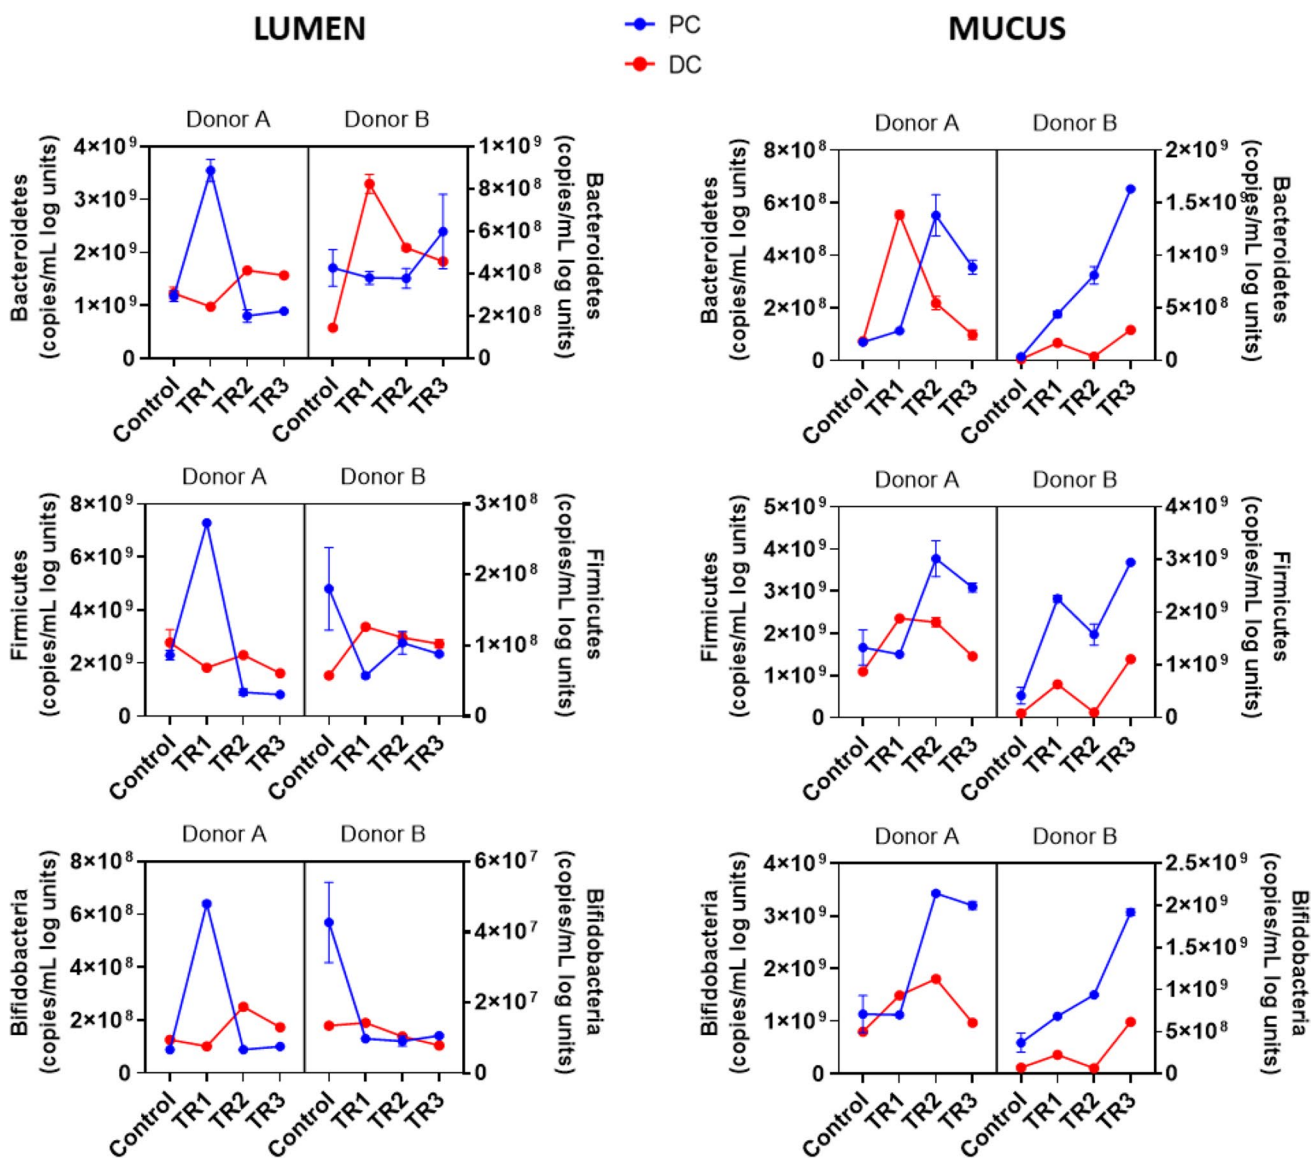 LUMEN
PC
DC
MUCUS
Donor A
Donor B
Bacteroidetes
(copies/mL log units)
4×10⁹
3×10⁹
2×10⁹
1×10⁹
0
1×10⁹
8×10⁸
6×10⁸
4×10⁸
2×10⁸
0
Bacteroidetes
(copies/mL log units)
Control
TR1
TR2
TR3
Control
TR1
TR2
TR3
Donor A
Donor B
Bacteroidetes
(copies/mL log units)
8×10⁸
6×10⁸
4×10⁸
2×10⁸
0
2×10⁹
1.5×10⁹
1×10⁹
5×10⁸
0
Bacteroidetes
(copies/mL log units)
Control
TR1
TR2
TR3
Control
TR1
TR2
TR3
Donor A
Donor B
Firmicutes
(copies/mL log units)
8×10⁹
6×10⁹
4×10⁹
2×10⁹
0
3×10⁸
2×10⁸
1×10⁸
0
Firmicutes
(copies/mL log units)
Control
TR1
TR2
TR3
Control
TR1
TR2
TR3
Donor A
Donor B
Firmicutes
(copies/mL log units)
5×10⁹
4×10⁹
3×10⁹
2×10⁹
1×10⁹
0
4×10⁹
3×10⁹
2×10⁹
1×10⁹
0
Firmicutes
(copies/mL log units)
Control
TR1
TR2
TR3
Control
TR1
TR2
TR3
Donor A
Donor B
Bifidobacteria
(copies/mL log units)
8×10⁸
6×10⁸
4×10⁸
2×10⁸
0
6×10⁷
4×10⁷
2×10⁷
0
Bifidobacteria
(copies/mL log units)
Control
TR1
TR2
TR3
Control
TR1
TR2
TR3
Donor A
Donor B
Bifidobacteria
(copies/mL log units)
4×10⁹
3×10⁹
2×10⁹
1×10⁹
0
2.5×10⁹
2×10⁹
1.5×10⁹
1×10⁹
5×10⁸
0
Bifidobacteria
(copies/mL log units)
Control
TR1
TR2
TR3
Control
TR1
TR2
TR3